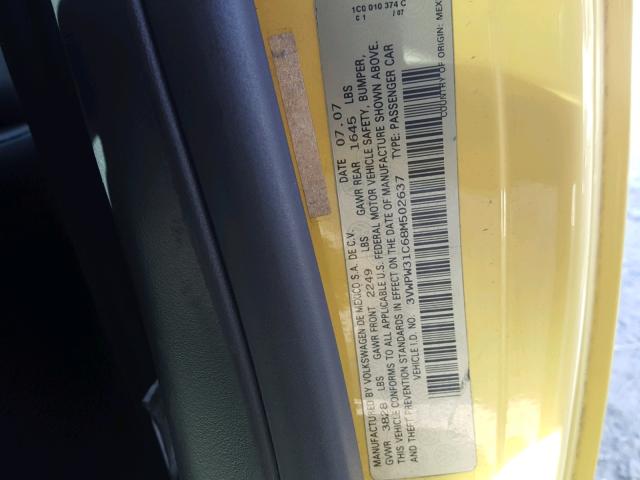 1C0 010 374 C
C 1 / 07
MANUFACTURED BY VOLKSWAGEN DE MEXICO S.A. DE C.V. DATE 07.07
GVWR 3828 LBS GAWR FRONT 2249 LBS GAWR REAR 1645 LBS
THIS VEHICLE CONFORMS TO ALL APPLICABLE U.S. FEDERAL MOTOR VEHICLE SAFETY, BUMPER,
AND THEFT PREVENTION STANDARDS IN EFFECT ON THE DATE OF MANUFACTURE SHOWN ABOVE.
VEHICLE I.D. NO. 3VWPW31C68M502637 TYPE: PASSENGER CAR
COUNTRY OF ORIGIN: MEX